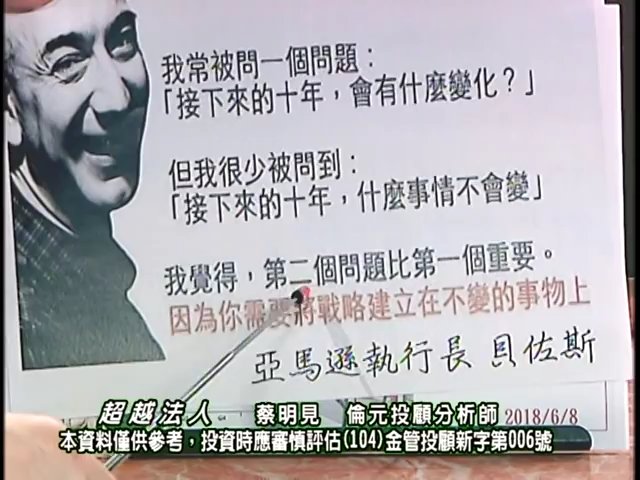 我常被問一個問題：
「接下來的十年，會有什麼變化？」
但我很少被問到：
「接下來的十年，什麼事情不會變」
我覺得，第二個問題比第一個重要。
因為你需要將戰略建立在不變的事物上
亞馬遜執行長 貝佐斯
超越法人 蔡明見 倫元投顧分析師
2018/6/8
本資料僅供參考，投資時應審慎評估(104)金管投顧新字第006號